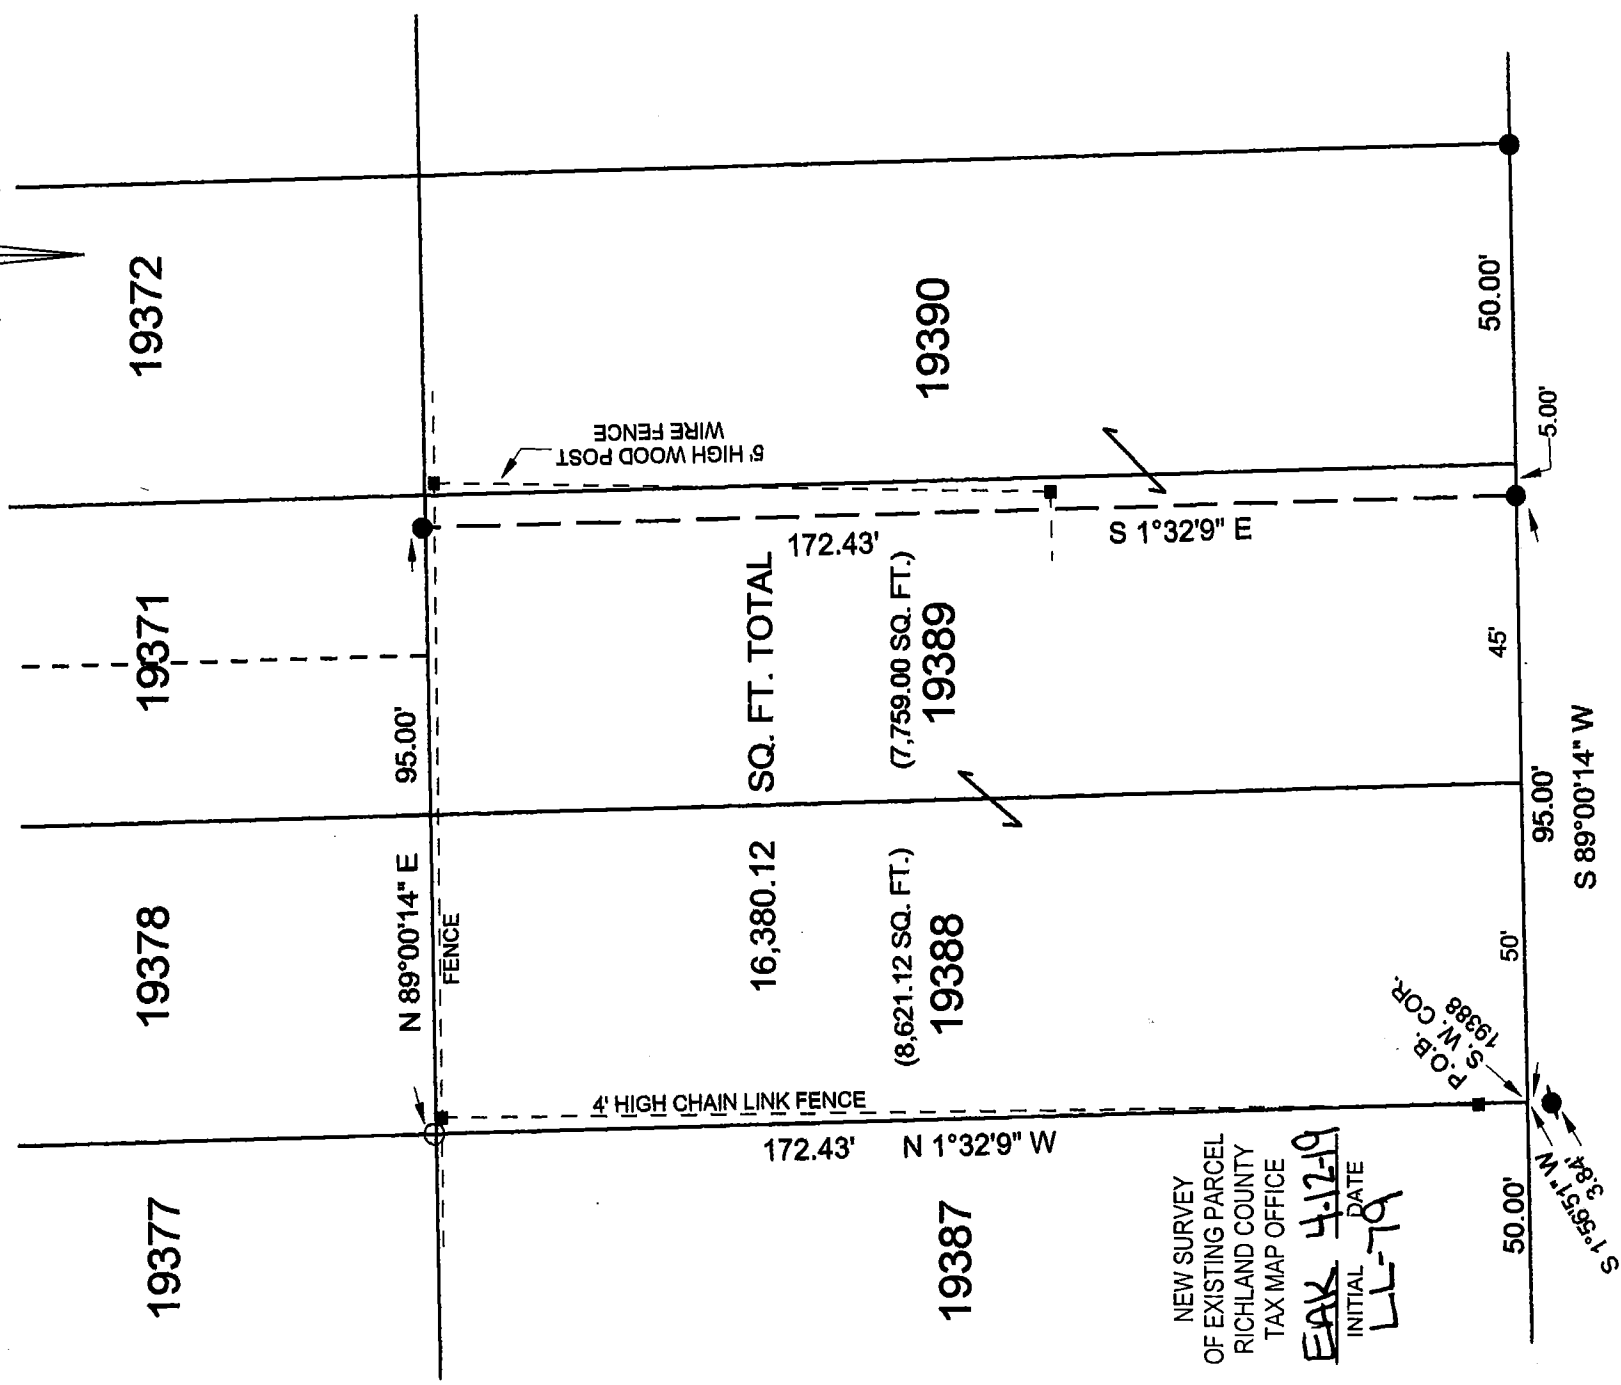 19377
19378
19371
19372
N 89°00'14" E
95.00'
FENCE
6' HIGH WOOD POST
WIRE FENCE
4' HIGH CHAIN LINK FENCE
172.43'
N 1°32'9" W
172.43'
S 1°32'9" E
16,380.12 SQ. FT. TOTAL
(8,621.12 SQ. FT.)
19388
(7,759.00 SQ. FT.)
19389
19390
19387
P.O.B.
S. W. COR.
19388
50.00'
50'
45'
5.00'
50.00'
95.00'
S 89°00'14" W
S 1°56'51" W
3.84'
NEW SURVEY
OF EXISTING PARCEL
RICHLAND COUNTY
TAX MAP OFFICE
EAK 4-12-19
INITIAL DATE
LL-79